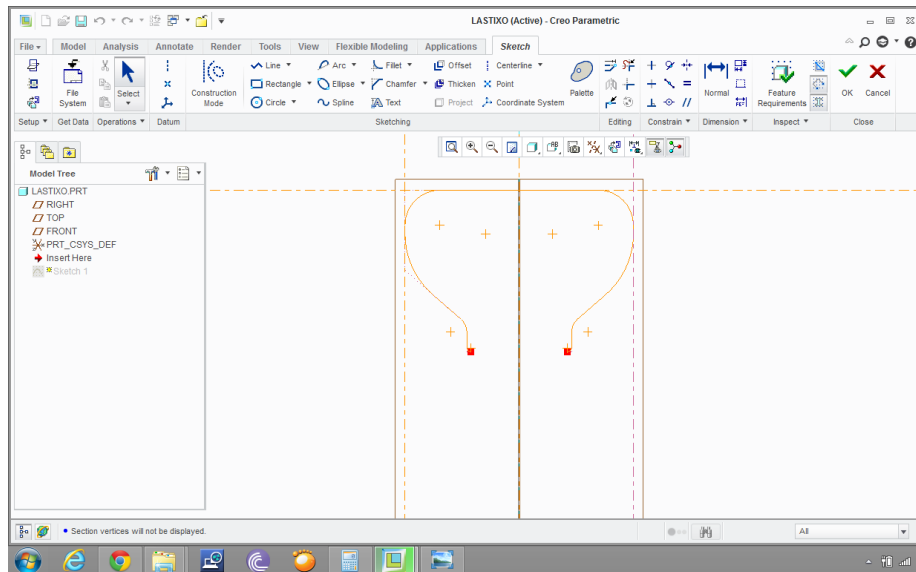 LASTIXO (Active) - Creo Parametric
File Model Analysis Annotate Render Tools View Flexible Modeling Applications Sketch
Line Arc Fillet Offset Centerline
Rectangle Ellipse Chamfer Thicken Point
Circle Spline Text Project Coordinate System
File System Select Construction Mode Palette Normal Feature Requirements OK Cancel
Setup Get Data Operations Datum Sketching Editing Constrain Dimension Inspect Close
Model Tree
LASTIXO.PRT
RIGHT
TOP
FRONT
PRT_CSYS_DEF
Insert Here
Sketch 1
Section vertices will not be displayed.
All